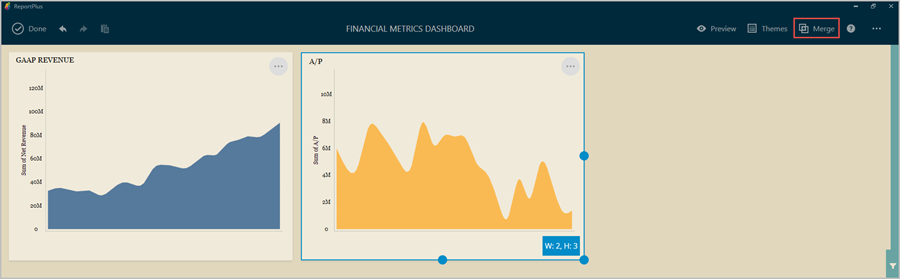 ReportPlus
Done
FINANCIAL METRICS DASHBOARD
Preview
Themes
Merge
?
GAAP REVENUE
Sum of Net Revenue
120M
100M
80M
60M
40M
20M
0
A/P
Sum of A/P
10M
8M
6M
4M
2M
0
W: 2, H: 3